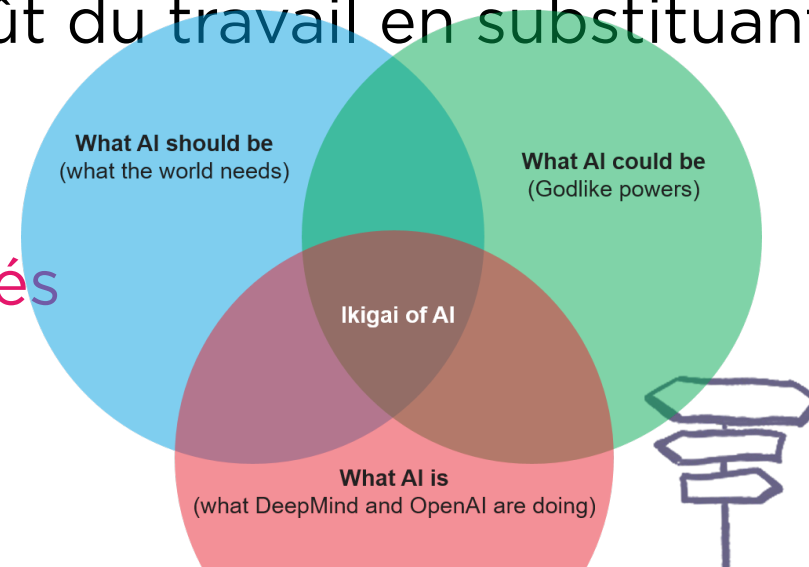 ût du travail en substituant
What AI should be
(what the world needs)
What AI could be
(Godlike powers)
és
Ikigai of AI
What AI is
(what DeepMind and OpenAI are doing)